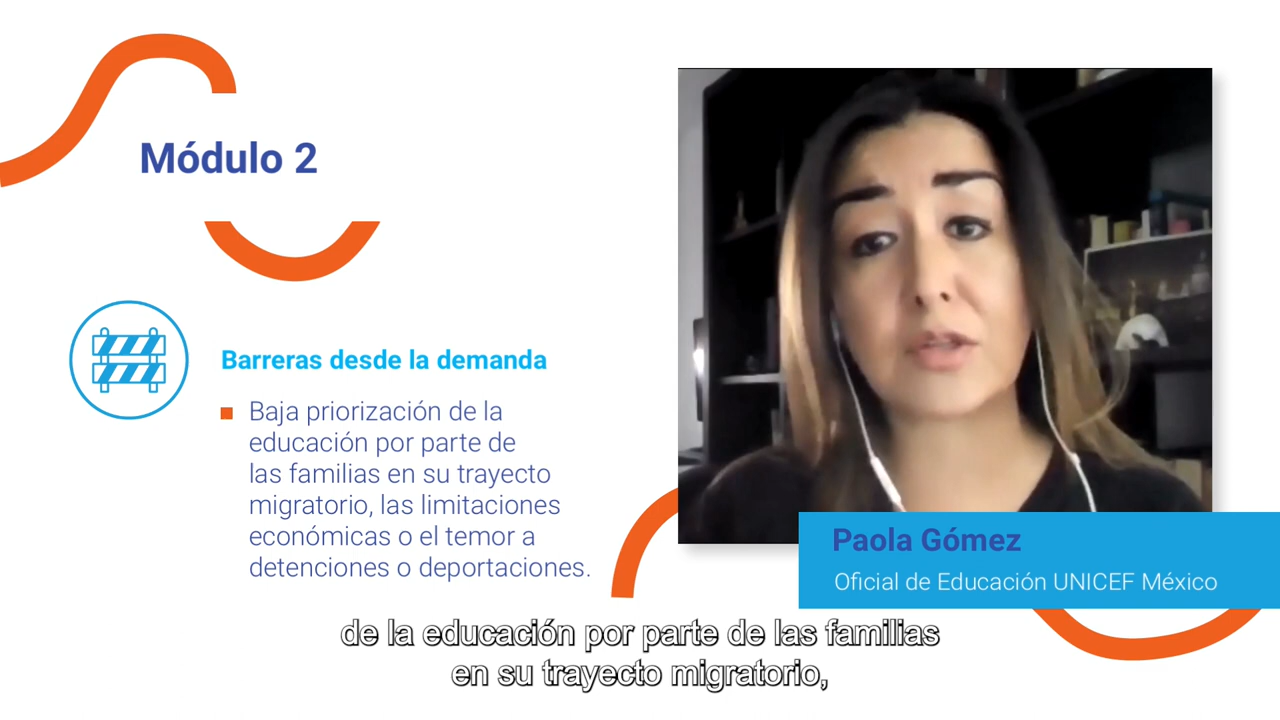 Módulo 2
Barreras desde la demanda
Baja priorización de la
educación por parte de
las familias en su trayecto
migratorio, las limitaciones
económicas o el temor a
detenciones o deportaciones.
Paola Gómez
Oficial de Educación UNICEF México
de la educación por parte de las familias
en su trayecto migratorio,